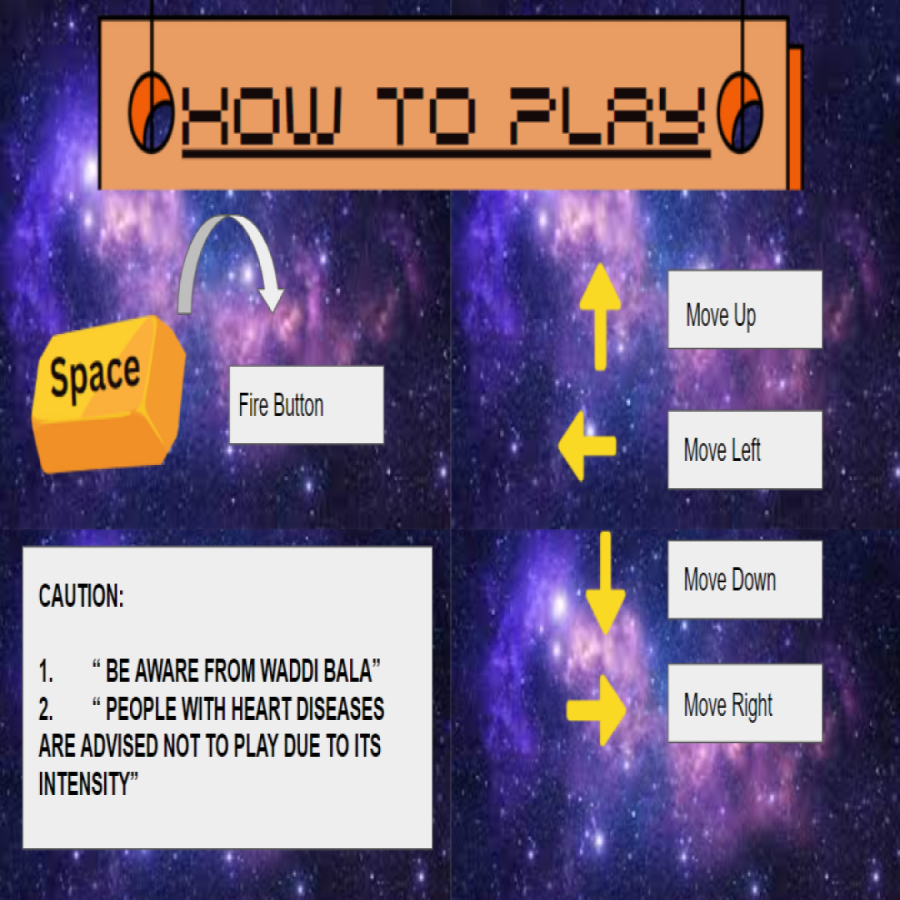 HOW TO PLAY
Space
Fire Button
Move Up
Move Left
Move Down
Move Right
CAUTION:
1. “ BE AWARE FROM WADDI BALA”
2. “ PEOPLE WITH HEART DISEASES
ARE ADVISED NOT TO PLAY DUE TO ITS
INTENSITY”